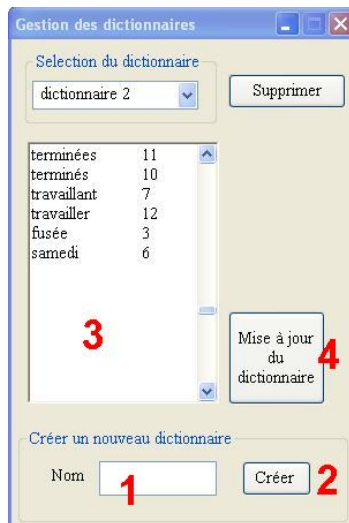 Gestion des dictionnaires
Selection du dictionnaire
dictionnaire 2
Supprimer
terminées 11
terminés 10
travaillant 7
travailler 12
fusée 3
samedi 6
3
Mise à jour
du
dictionnaire
4
Créer un nouveau dictionnaire
Nom
1
Créer
2